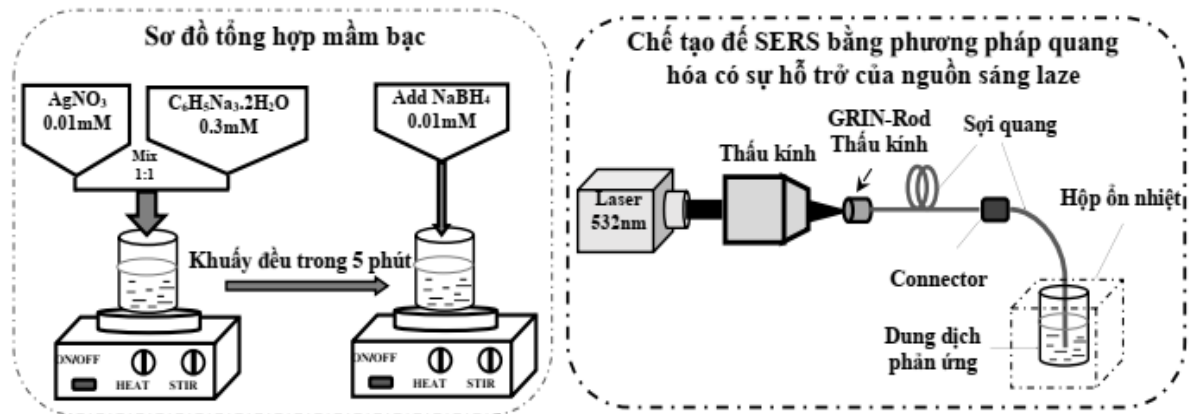 Sơ đồ tổng hợp mầm bạc
AgNO3
0.01mM
C6H5Na3.2H2O
0.3mM
Mix
1:1
Add NaBH4
0.01mM
Khuấy đều trong 5 phút
ON/OFF
HEAT STIR
ON/OFF
HEAT STIR
Chế tạo đế SERS bằng phương pháp quang
hóa có sự hỗ trở của nguồn sáng laze
Laser
532nm
Thấu kính
GRIN-Rod
Thấu kính
Sợi quang
Connector
Hộp ổn nhiệt
Dung dịch
phản ứng